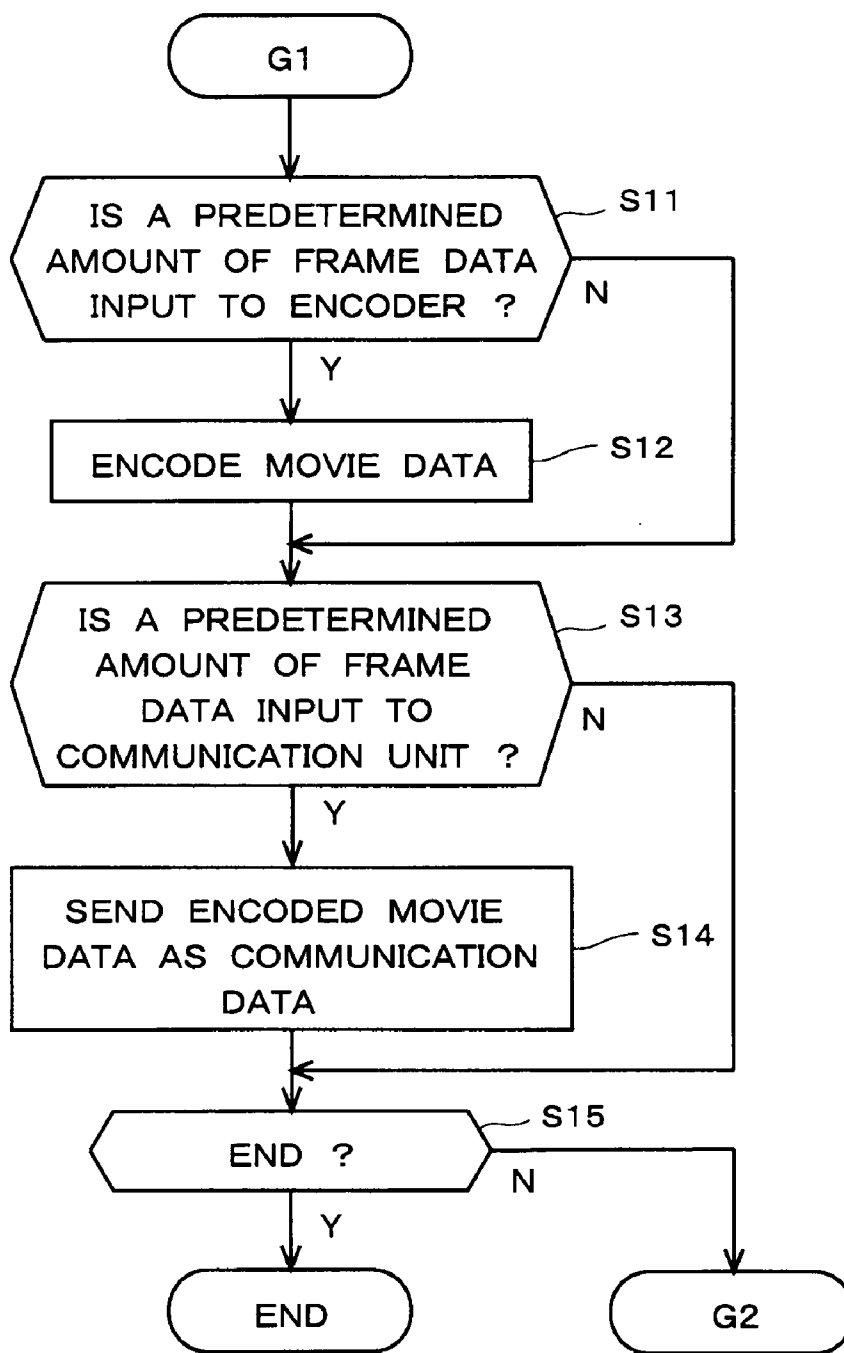 G1
IS A PREDETERMINED
AMOUNT OF FRAME DATA
INPUT TO ENCODER ?
S11
N
Y
ENCODE MOVIE DATA
S12
IS A PREDETERMINED
AMOUNT OF FRAME
DATA INPUT TO
COMMUNICATION UNIT ?
S13
N
Y
SEND ENCODED MOVIE
DATA AS COMMUNICATION
DATA
S14
END ?
S15
N
Y
END
G2